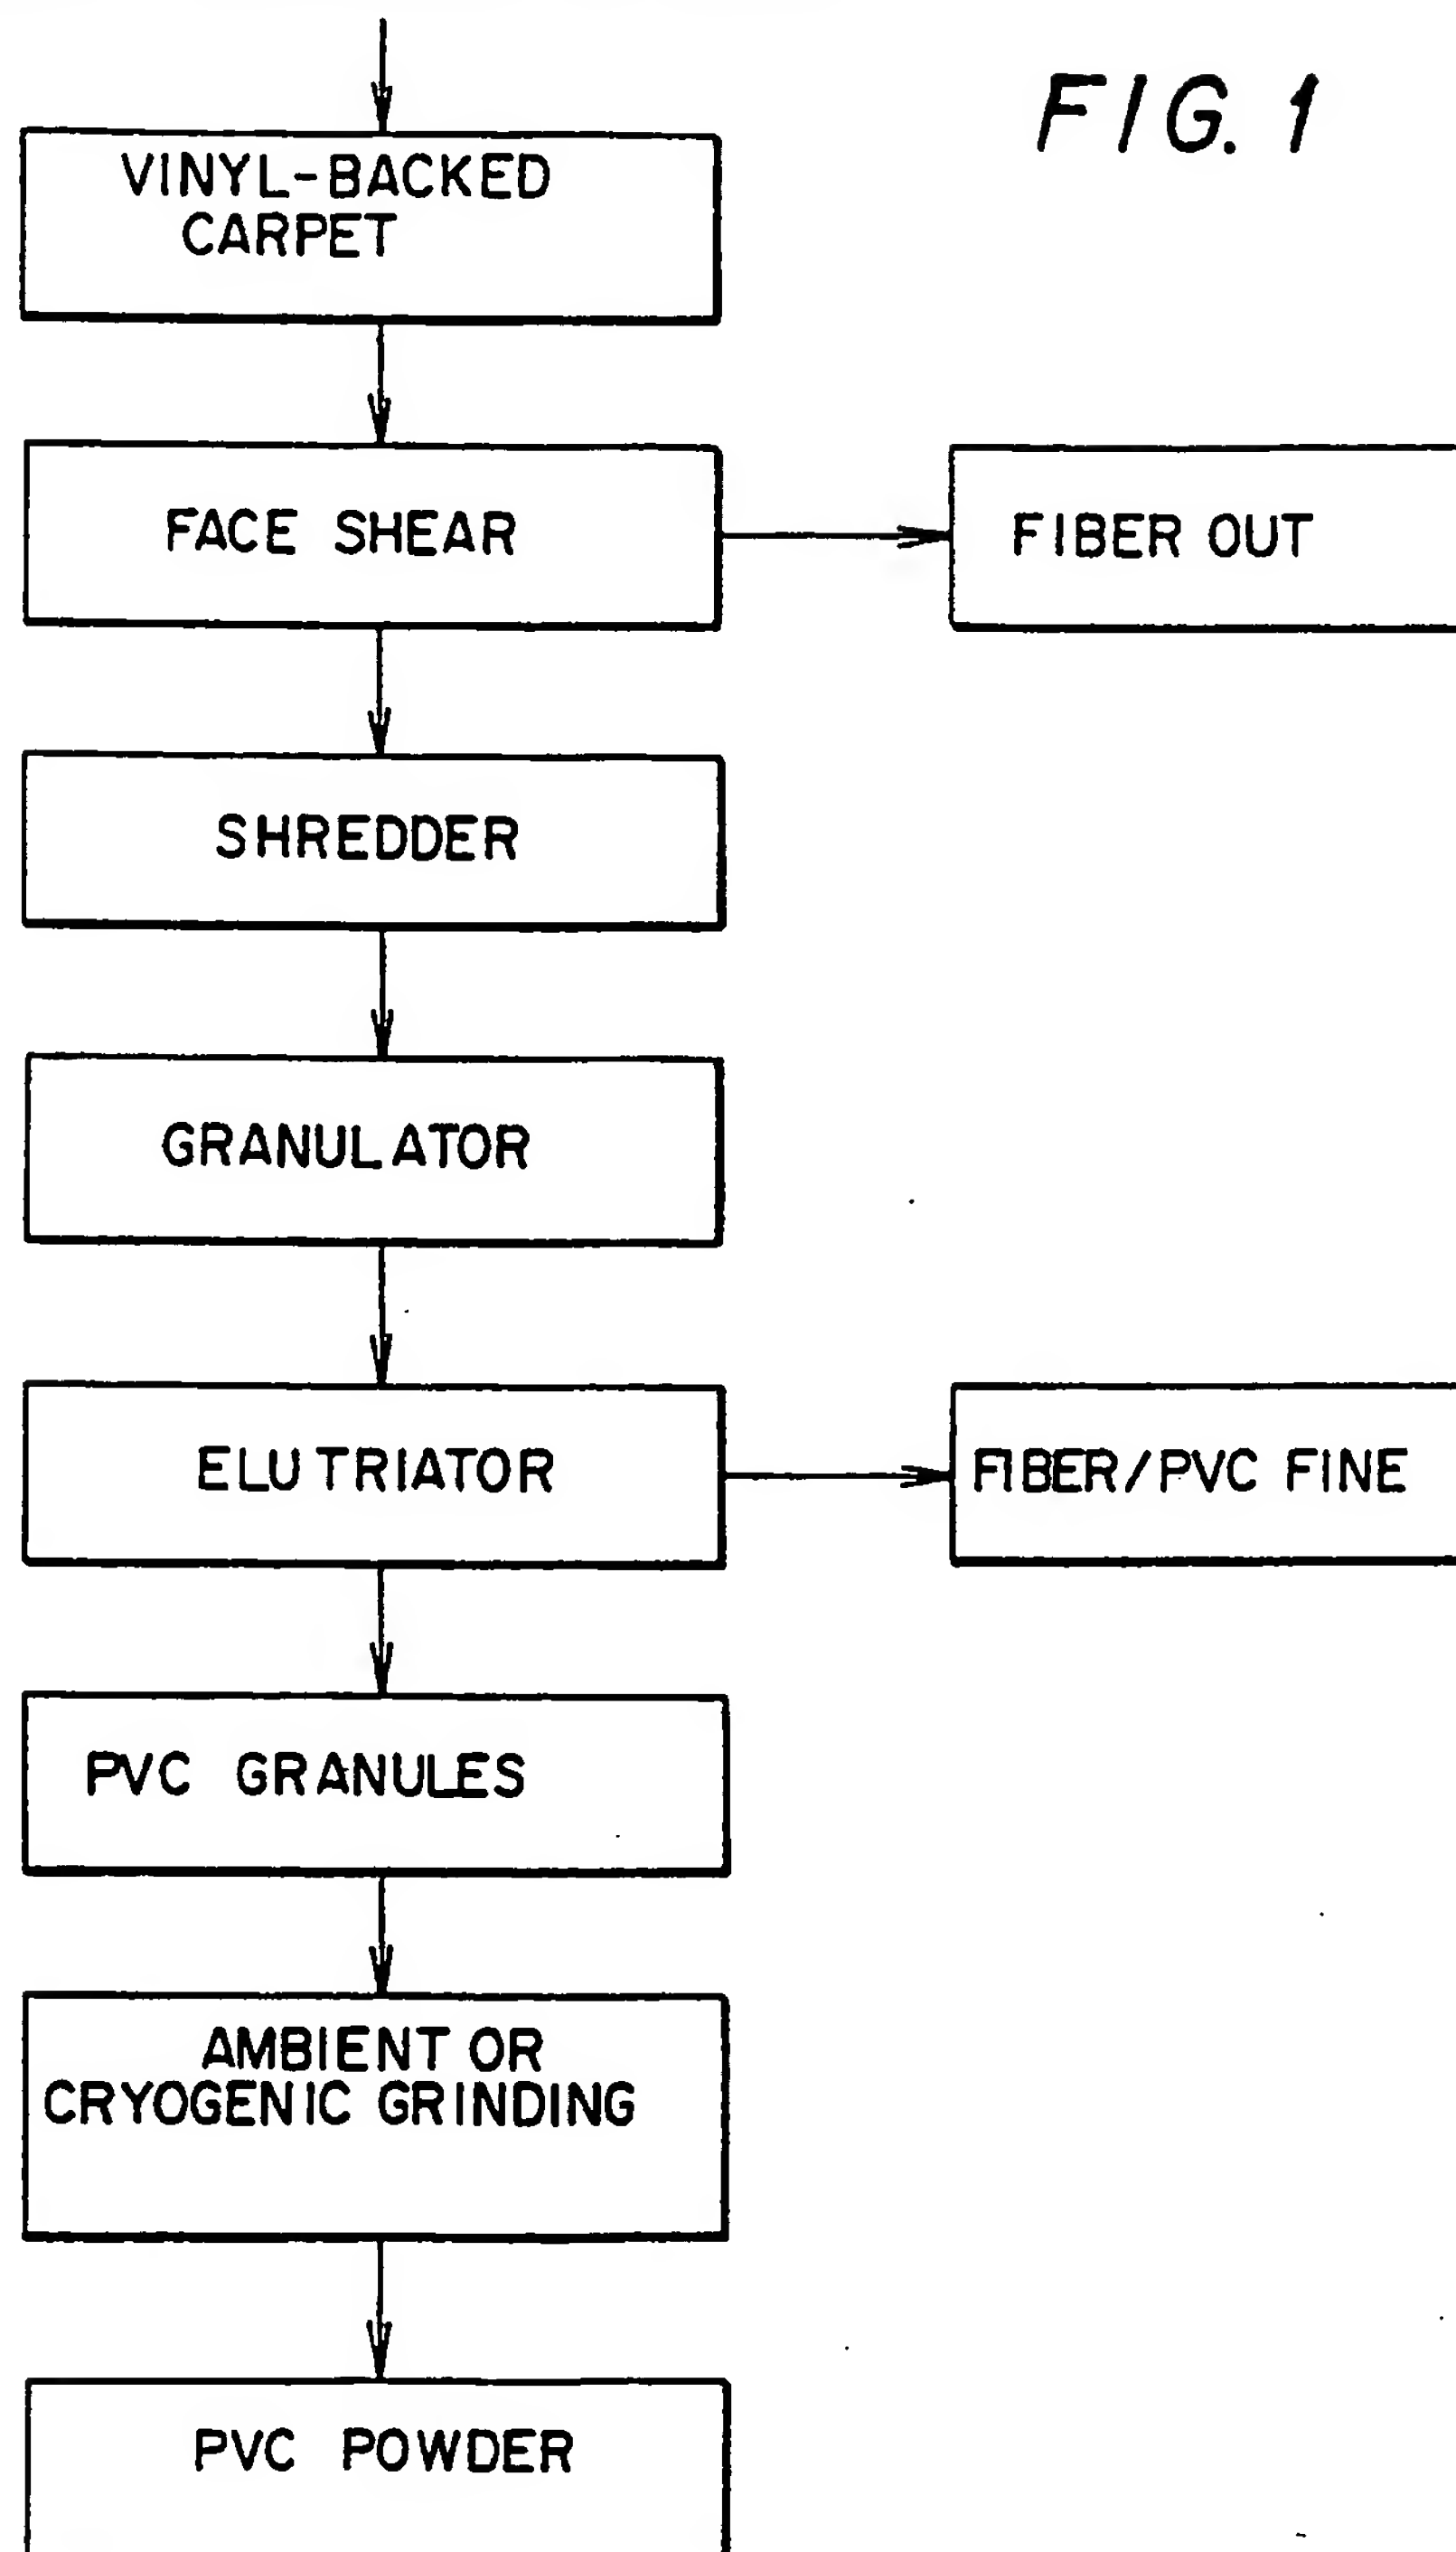 FIG. 1
VINYL-BACKED
CARPET
FACE SHEAR
FIBER OUT
SHREDDER
GRANULATOR
ELUTRIATOR
FIBER/PVC FINE
PVC GRANULES
AMBIENT OR
CRYOGENIC GRINDING
PVC POWDER